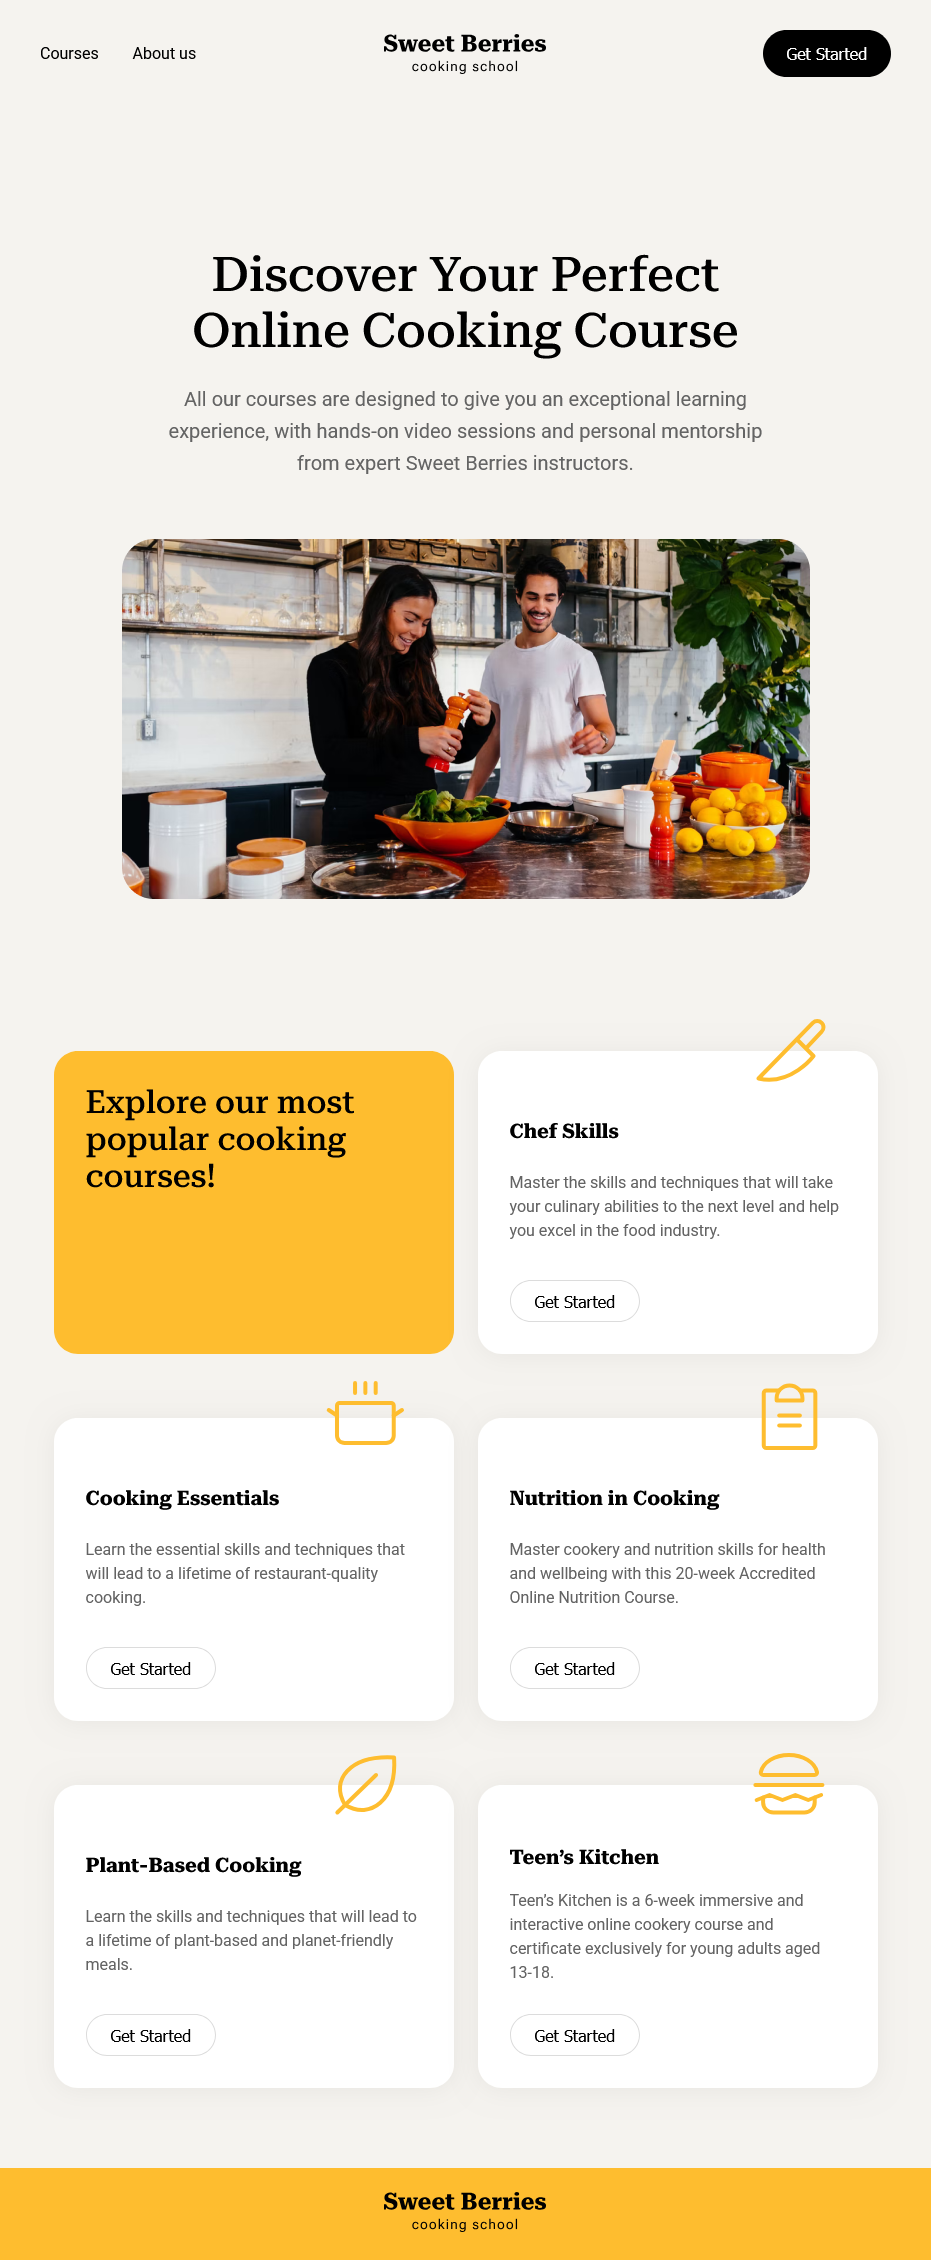 Courses
About us
Sweet Berries
cooking school
Get Started
Discover Your Perfect
Online Cooking Course
All our courses are designed to give you an exceptional learning
experience, with hands-on video sessions and personal mentorship
from expert Sweet Berries instructors.
Explore our most
popular cooking
courses!
Chef Skills
Master the skills and techniques that will take
your culinary abilities to the next level and help
you excel in the food industry.
Get Started
Cooking Essentials
Learn the essential skills and techniques that
will lead to a lifetime of restaurant-quality
cooking.
Get Started
Nutrition in Cooking
Master cookery and nutrition skills for health
and wellbeing with this 20-week Accredited
Online Nutrition Course.
Get Started
Plant-Based Cooking
Learn the skills and techniques that will lead to
a lifetime of plant-based and planet-friendly
meals.
Get Started
Teen’s Kitchen
Teen’s Kitchen is a 6-week immersive and
interactive online cookery course and
certificate exclusively for young adults aged
13-18.
Get Started
Sweet Berries
cooking school